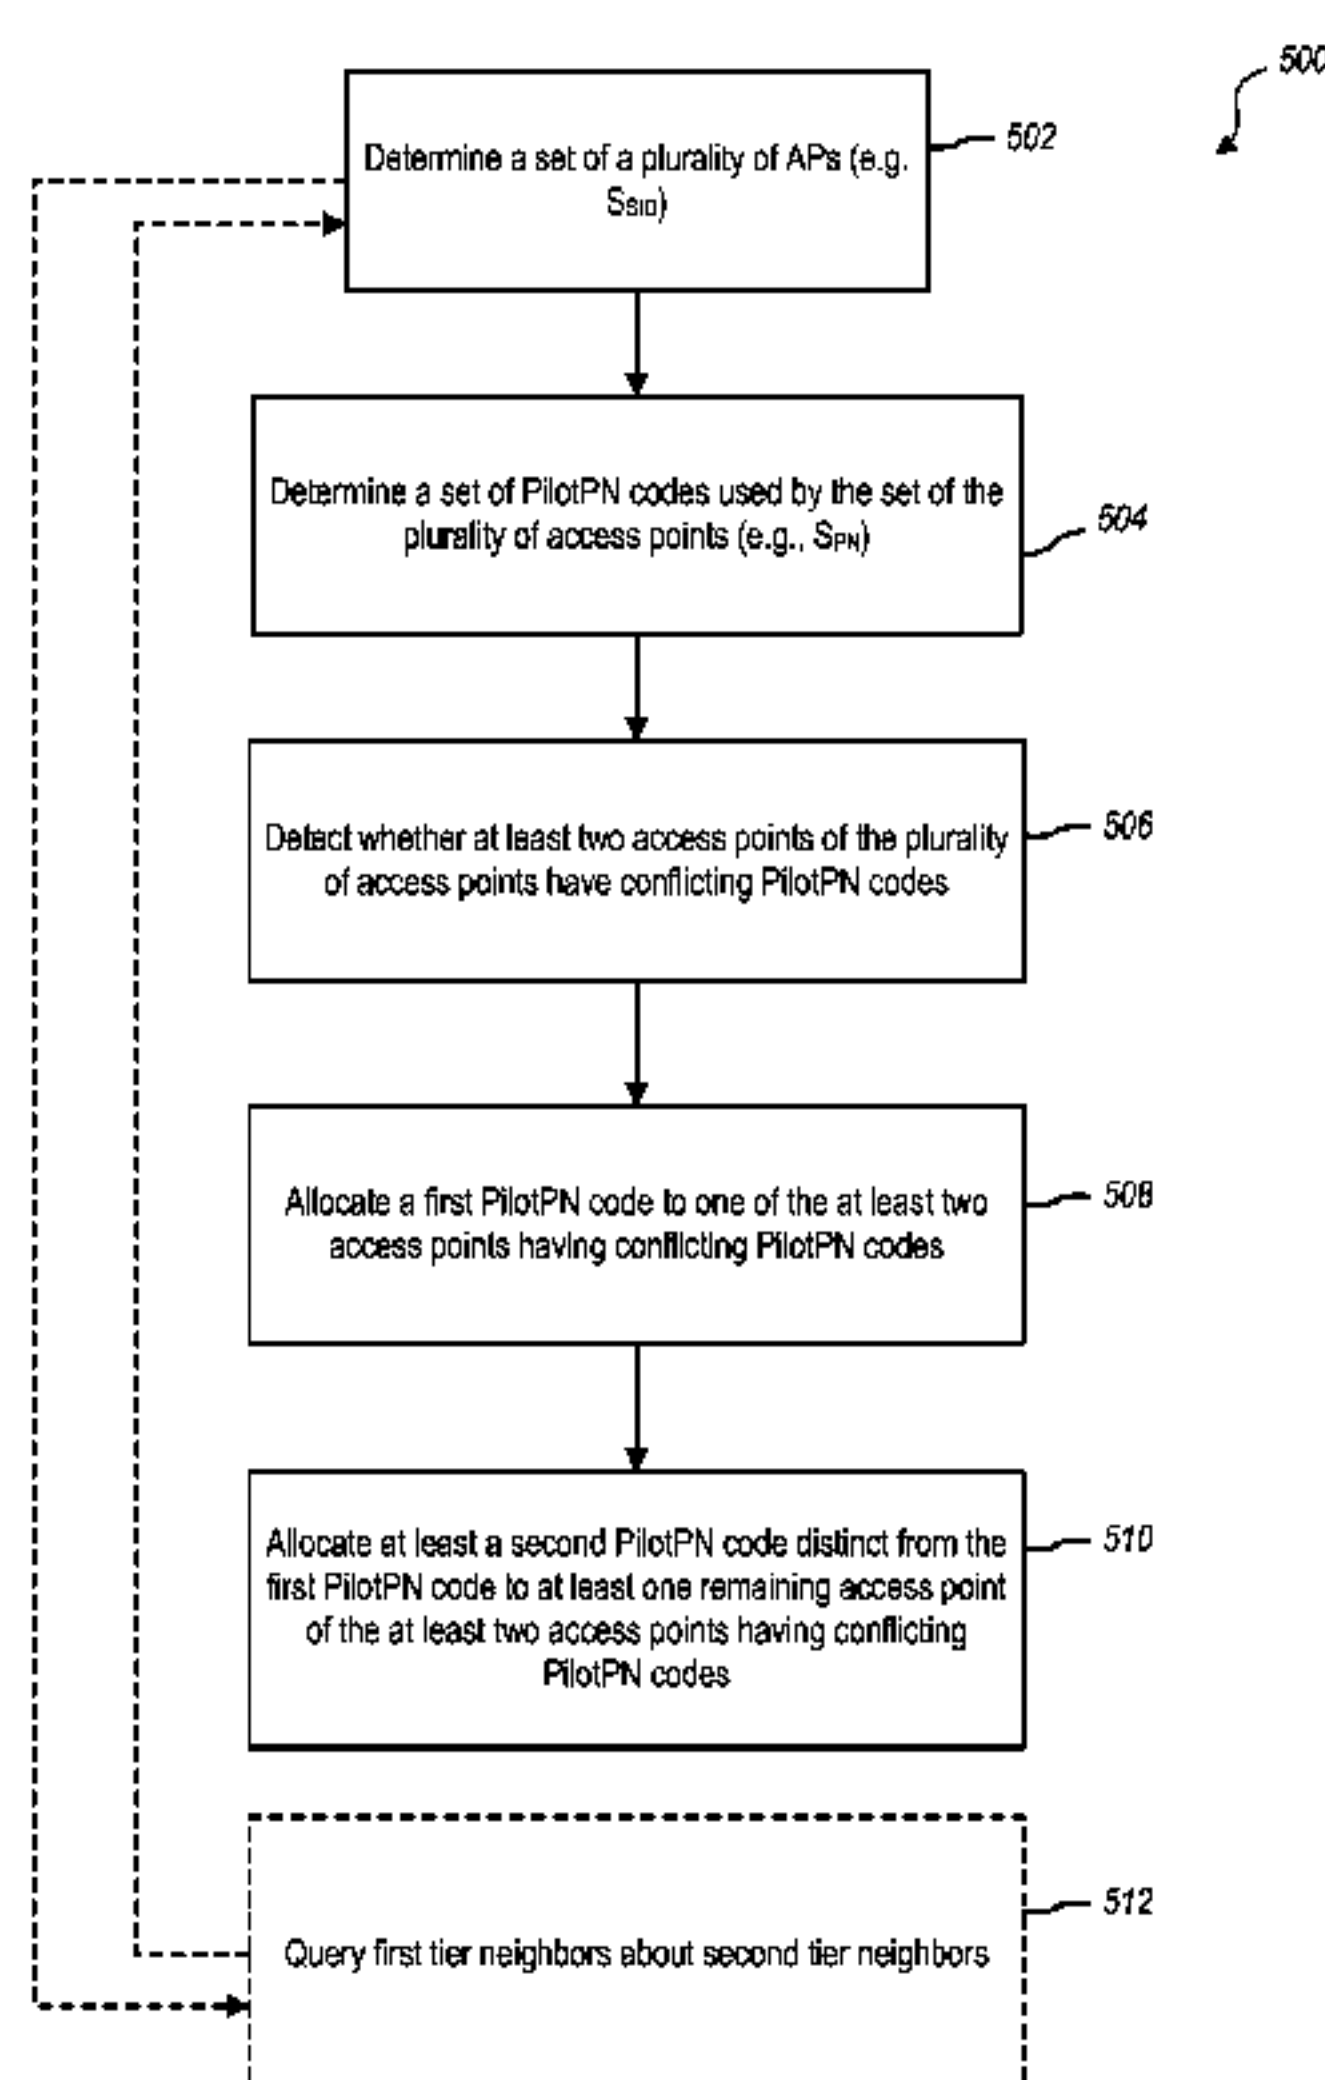 500
Determine a set of a plurality of APs (e.g.
SSID)
502
Determine a set of PilotPN codes used by the set of the
plurality of access points (e.g., SPN)
504
Detect whether at least two access points of the plurality
of access points have conflicting PilotPN codes
506
Allocate a first PilotPN code to one of the at least two
access points having conflicting PilotPN codes
508
Allocate at least a second PilotPN code distinct from the
first PilotPN code to at least one remaining access point
of the at least two access points having conflicting
PilotPN codes
510
Query first tier neighbors about second tier neighbors
512